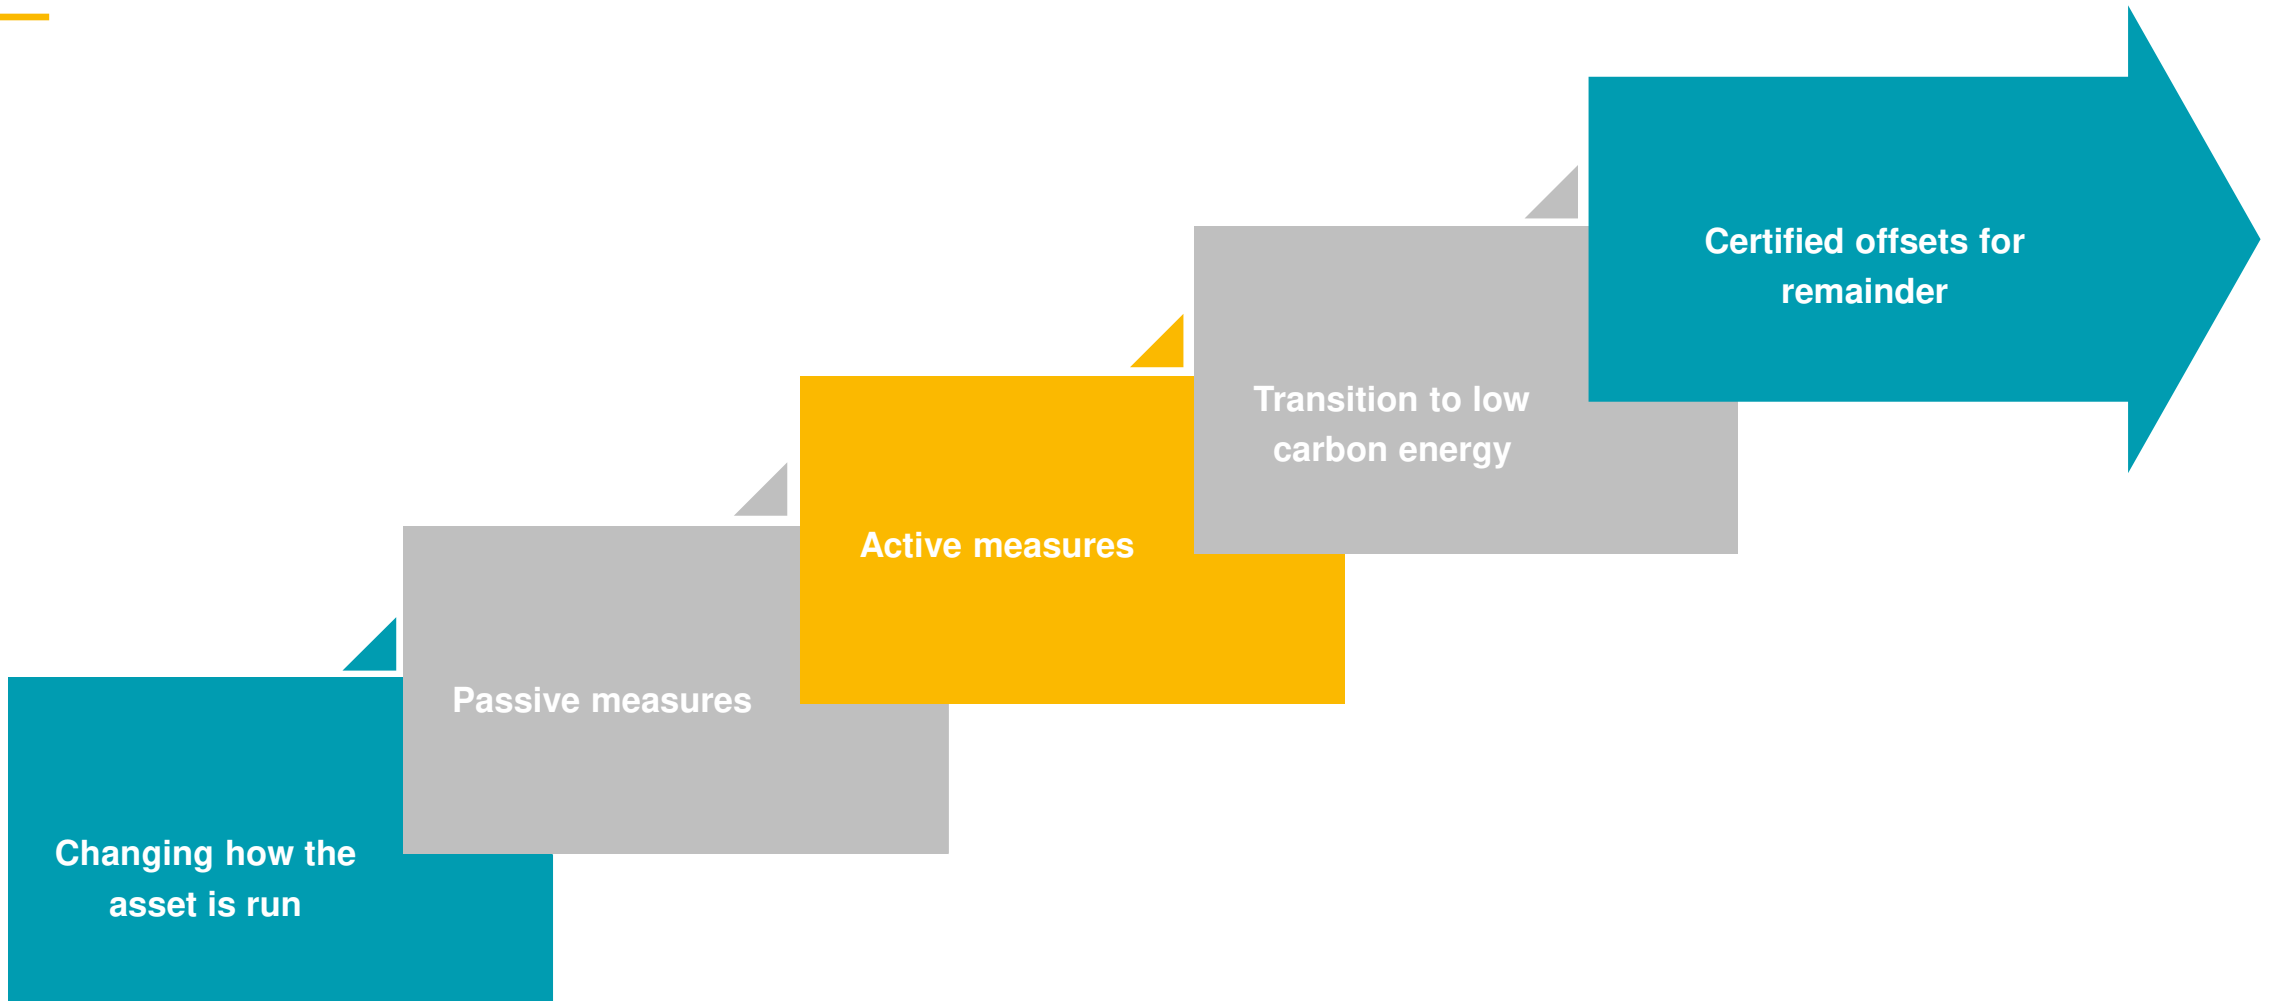 Changing how the
asset is run
Passive measures
Active measures
Transition to low
carbon energy
Certified offsets for
remainder